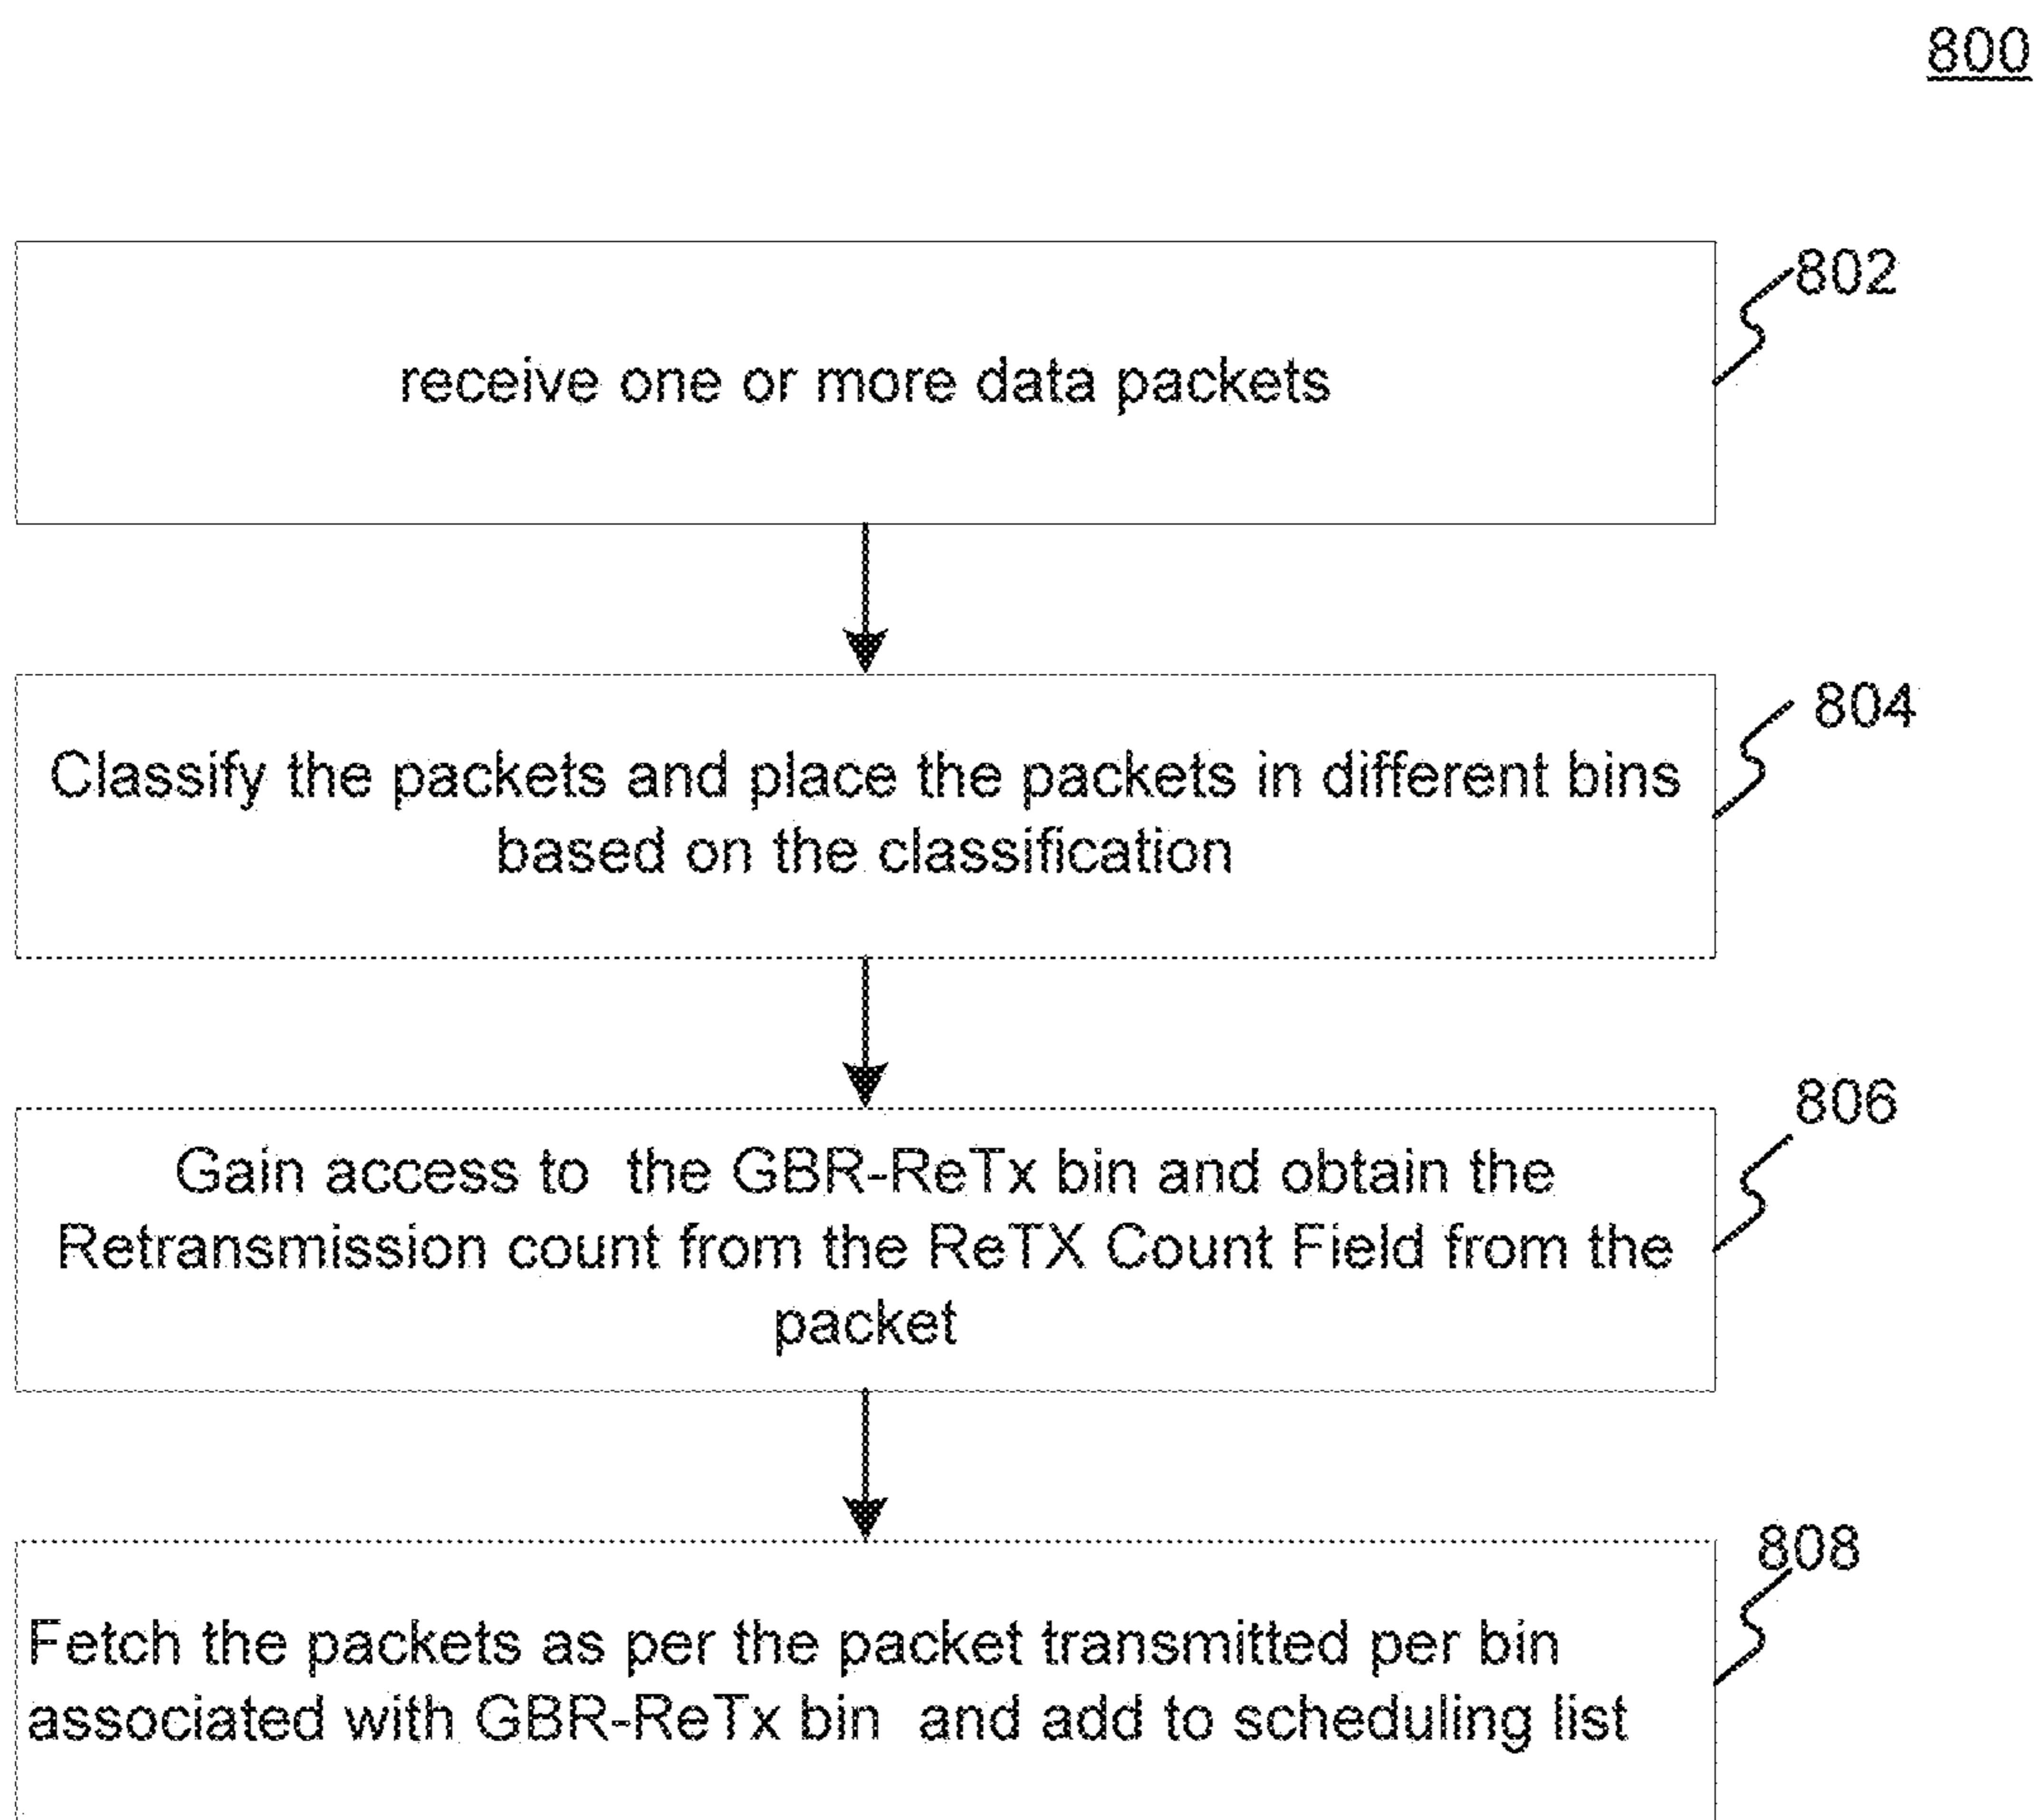 800
receive one or more data packets
802
Classify the packets and place the packets in different bins
based on the classification
804
Gain access to the GBR-ReTx bin and obtain the
Retransmission count from the ReTX Count Field from the
packet
806
Fetch the packets as per the packet transmitted per bin
associated with GBR-ReTx bin and add to scheduling list
808